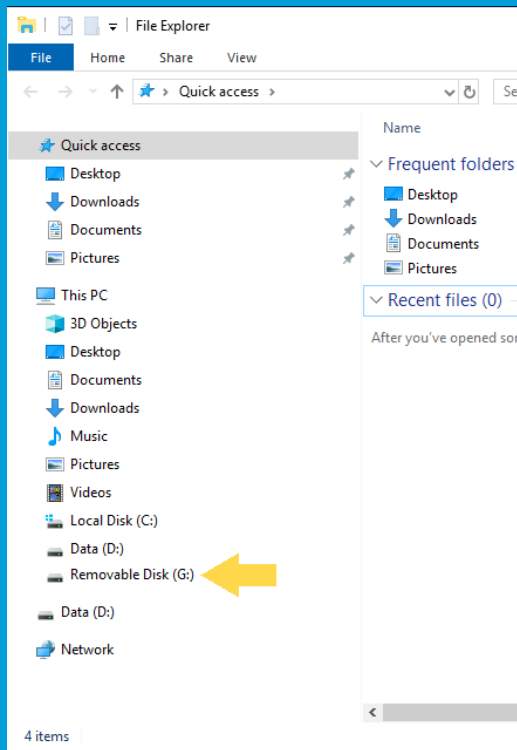 File Explorer
File Home Share View
Quick access
Se
Name
Quick access
Desktop
Downloads
Documents
Pictures
This PC
3D Objects
Desktop
Documents
Downloads
Music
Pictures
Videos
Local Disk (C:)
Data (D:)
Removable Disk (G:)
Data (D:)
Network
Frequent folders
Desktop
Downloads
Documents
Pictures
Recent files (0)
After you've opened sor
4 items